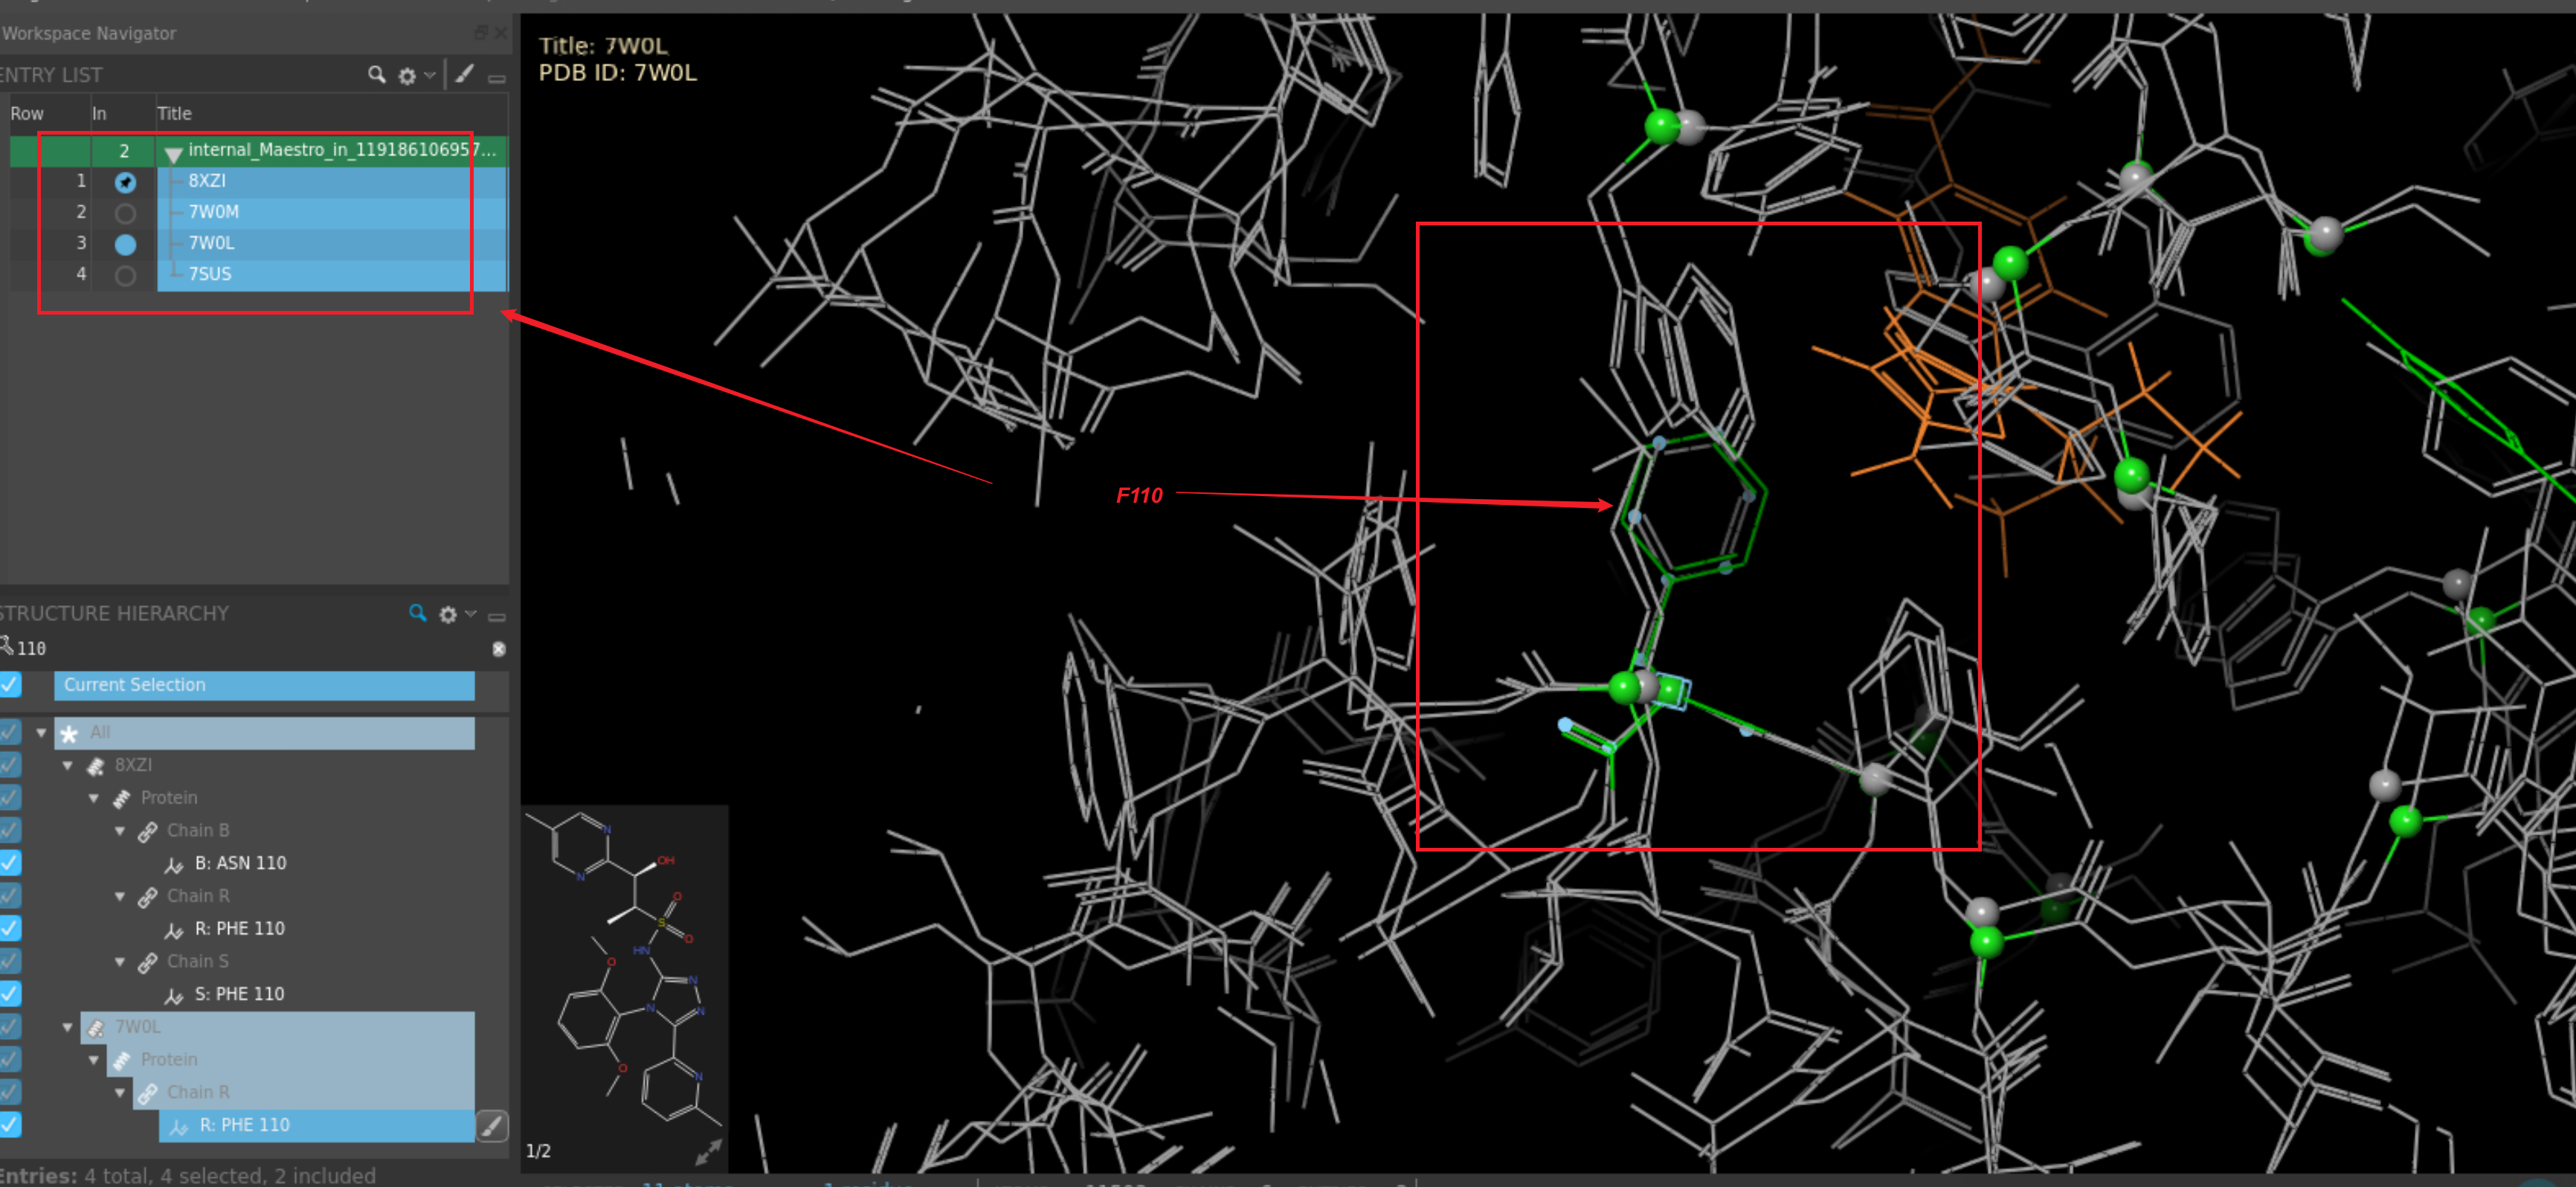 Workspace Navigator
ENTRY LIST
Row In Title
2 internal_Maestro_in_119186106957...
1 8XZI
2 7W0M
3 7W0L
4 7SUS
STRUCTURE HIERARCHY
110
Current Selection
All
8XZI
Protein
Chain B
B: ASN 110
Chain R
R: PHE 110
Chain S
S: PHE 110
7W0L
Protein
Chain R
R: PHE 110
Entries: 4 total, 4 selected, 2 included
Title: 7W0L
PDB ID: 7W0L
F110
N
N
OH
O
S
O
HN
O
N
N
N
O
N
1/2